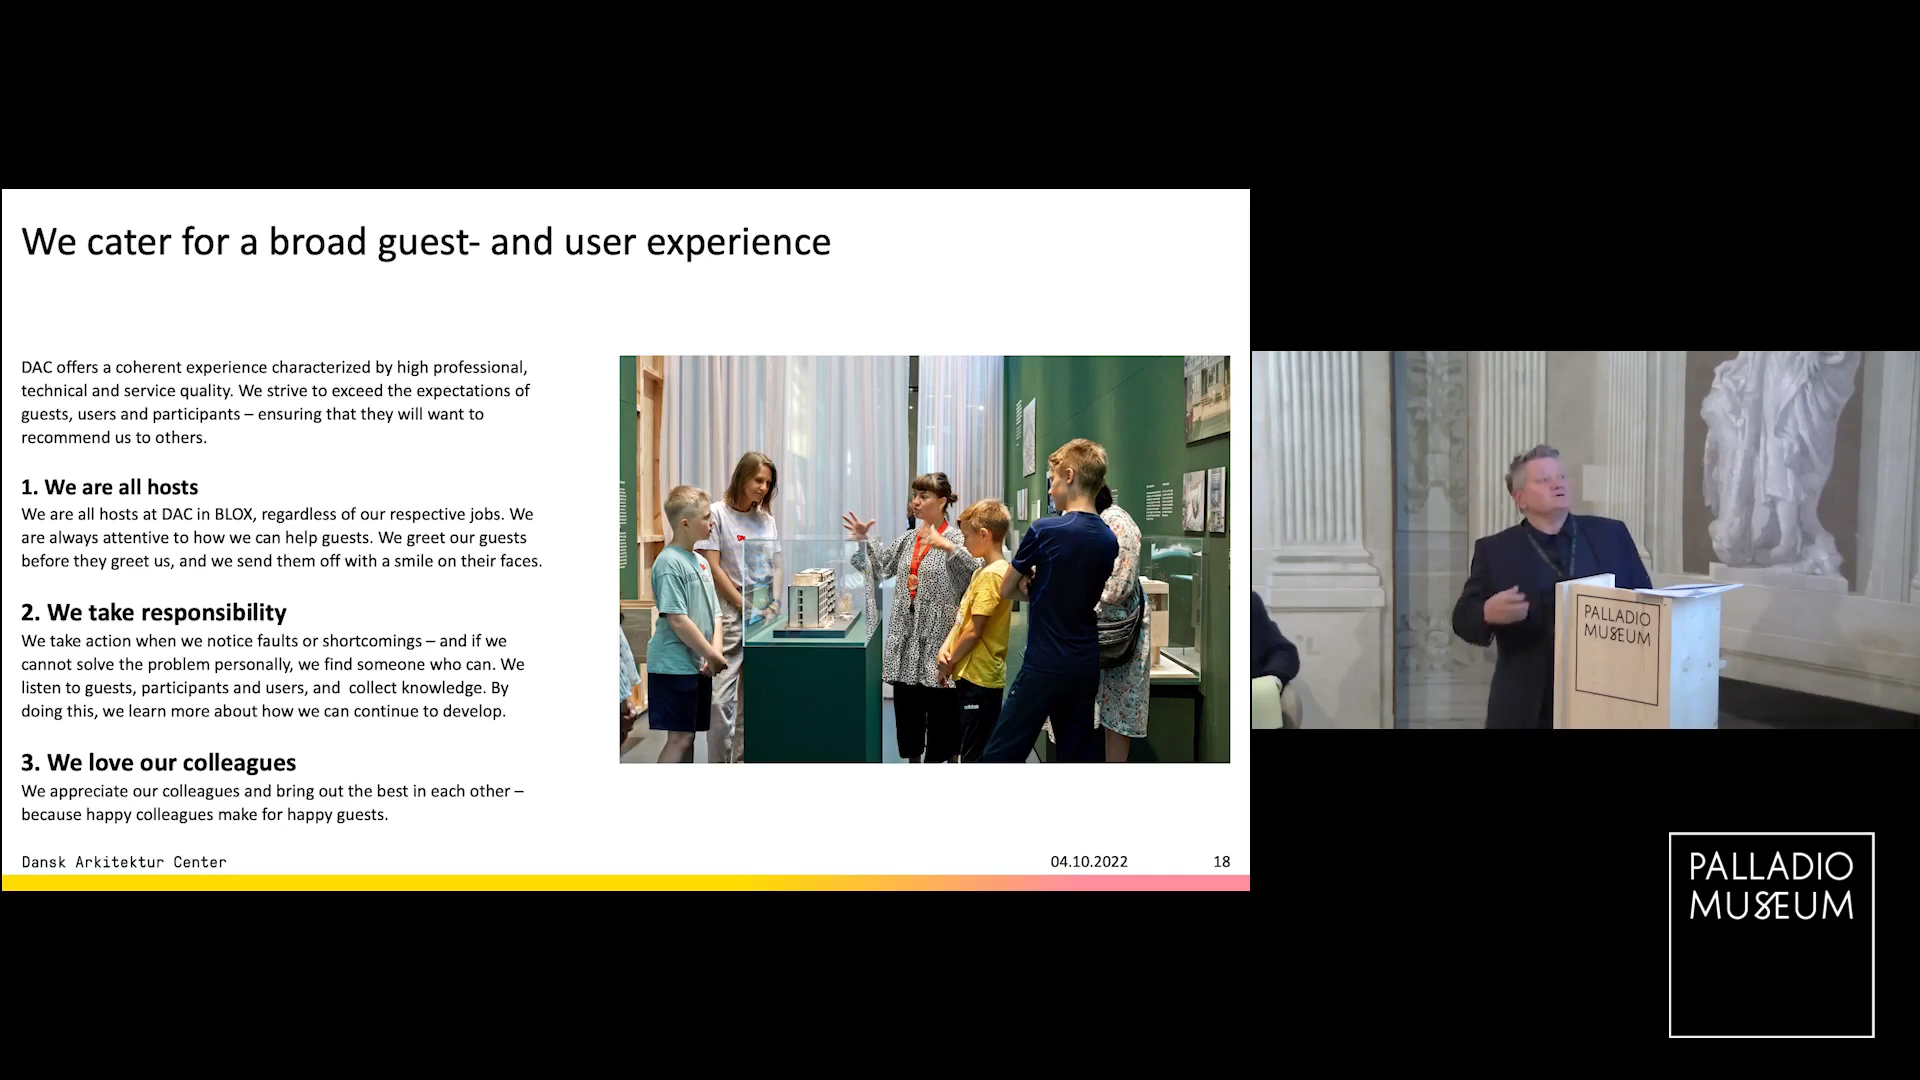 We cater for a broad guest- and user experience
DAC offers a coherent experience characterized by high professional,
technical and service quality. We strive to exceed the expectations of
guests, users and participants – ensuring that they will want to
recommend us to others.
1. We are all hosts
We are all hosts at DAC in BLOX, regardless of our respective jobs. We
are always attentive to how we can help guests. We greet our guests
before they greet us, and we send them off with a smile on their faces.
2. We take responsibility
We take action when we notice faults or shortcomings – and if we
cannot solve the problem personally, we find someone who can. We
listen to guests, participants and users, and  collect knowledge. By
doing this, we learn more about how we can continue to develop.
3. We love our colleagues
We appreciate our colleagues and bring out the best in each other –
because happy colleagues make for happy guests.
Dansk Arkitektur Center
04.10.2022
18
adidas
PALLADIO
MUSEUM
PALLADIO
MUSEUM